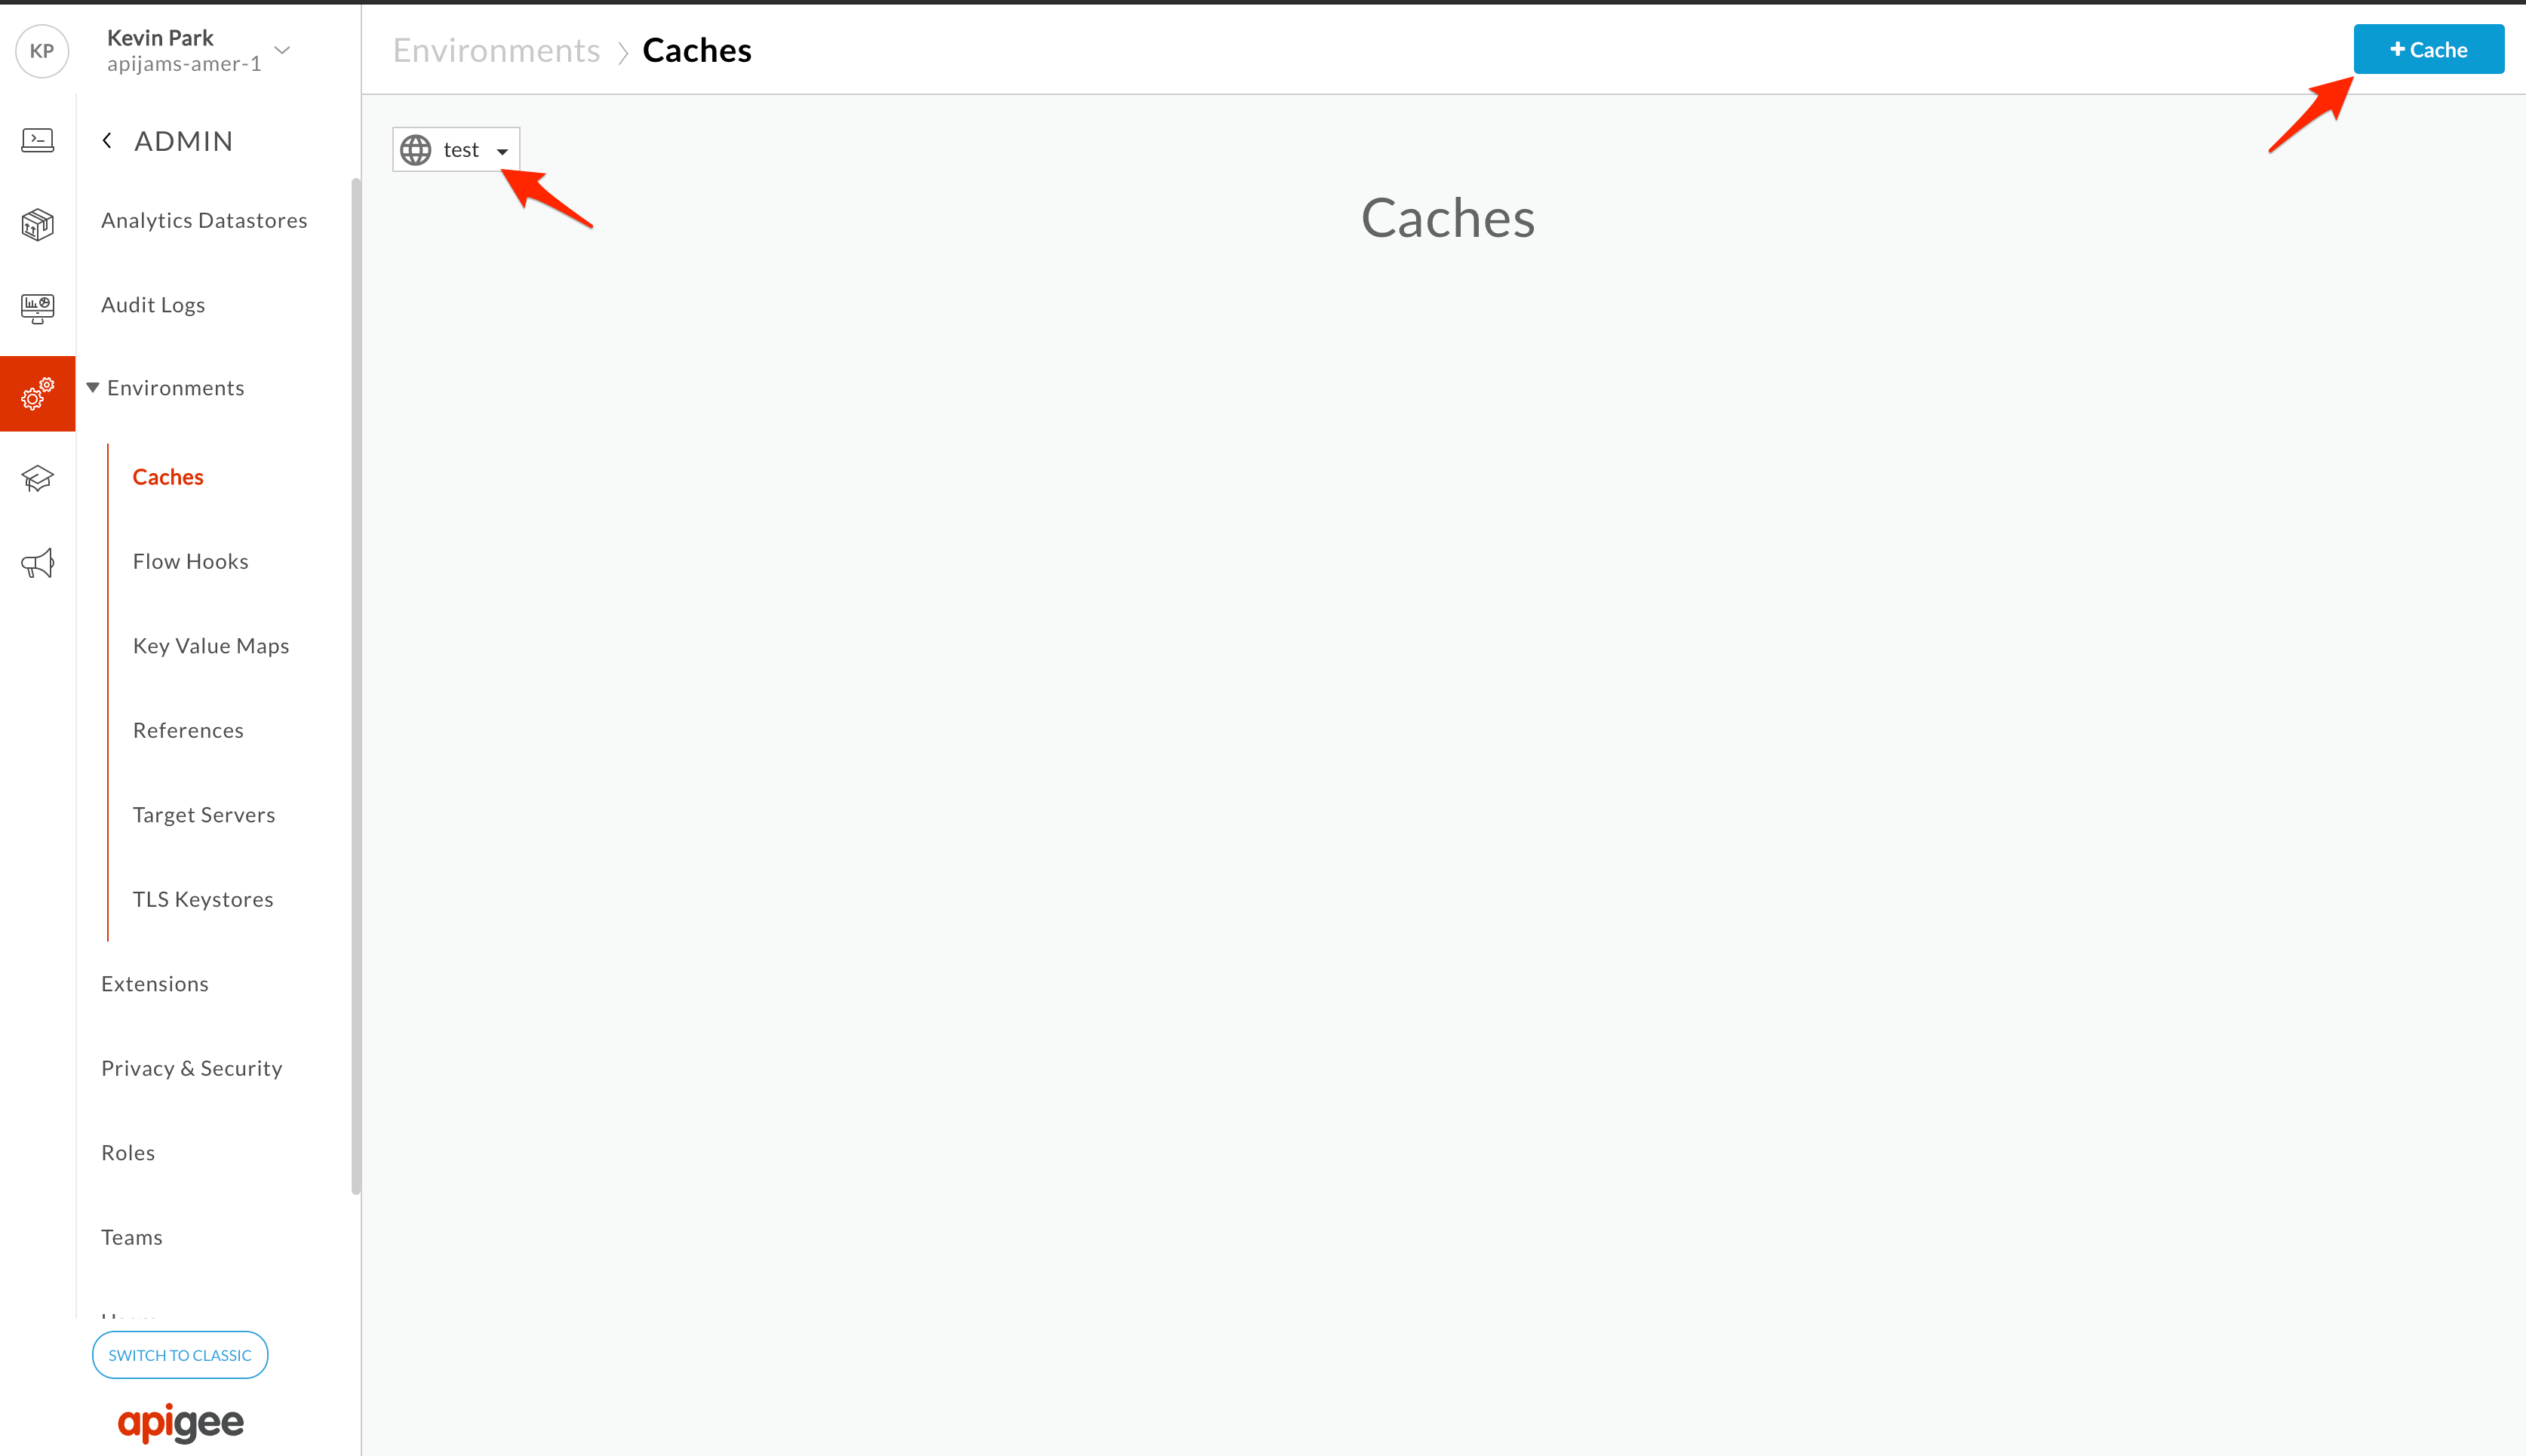 KP
Kevin Park
apijams-amer-1
Environments
Caches
+ Cache
ADMIN
test
Caches
Analytics Datastores
Audit Logs
Environments
Caches
Flow Hooks
Key Value Maps
References
Target Servers
TLS Keystores
Extensions
Privacy & Security
Roles
Teams
SWITCH TO CLASSIC
apigee